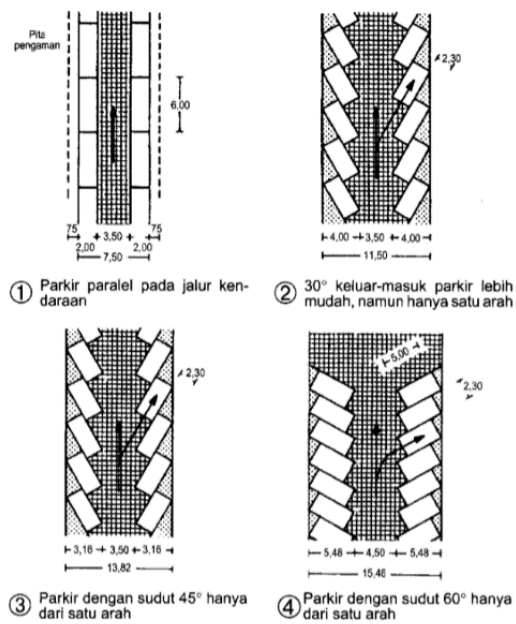 Pita
pengaman
6,00
75 3,50 75
2,00 2,00
7,50
① Parkir paralel pada jalur ken-
daraan
2,30
4,00 3,50 4,00
11,50
② 30° keluar-masuk parkir lebih
mudah, namun hanya satu arah
2,30
3,16 3,50 3,16
13,82
③ Parkir dengan sudut 45° hanya
dari satu arah
5,00
2,30
5,48 4,50 5,48
15,46
④ Parkir dengan sudut 60° hanya
dari satu arah